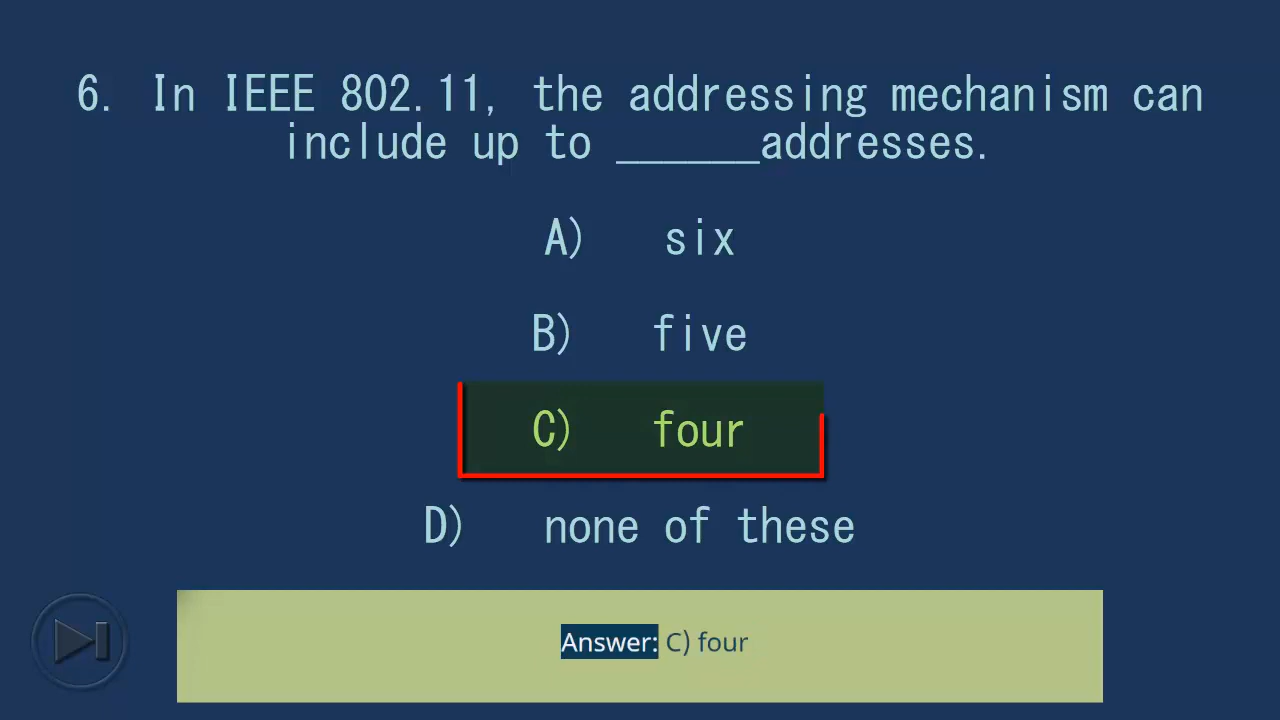 6. In IEEE 802.11, the addressing mechanism can
include up to ______addresses.
A) six
B) five
C) four
D) none of these
Answer: C) four